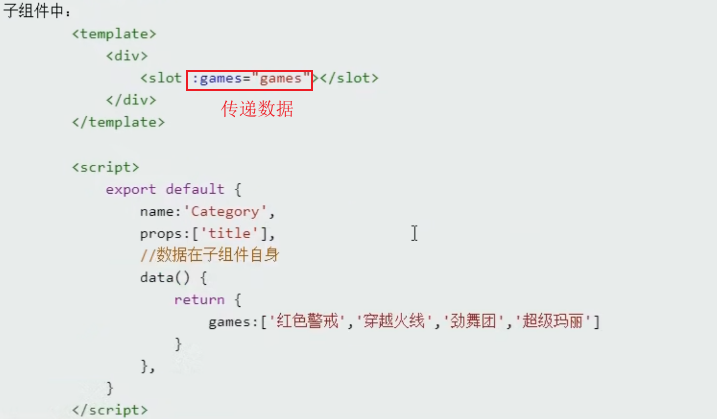 子组件中：
<template>
<div>
<slot :games="games"></slot>
</div>
传递数据
</template>
<script>
export default {
name:'Category',
props:['title'],
//数据在子组件自身
data() {
return {
games:['红色警戒','穿越火线','劲舞团','超级玛丽']
}
},
}
</script>